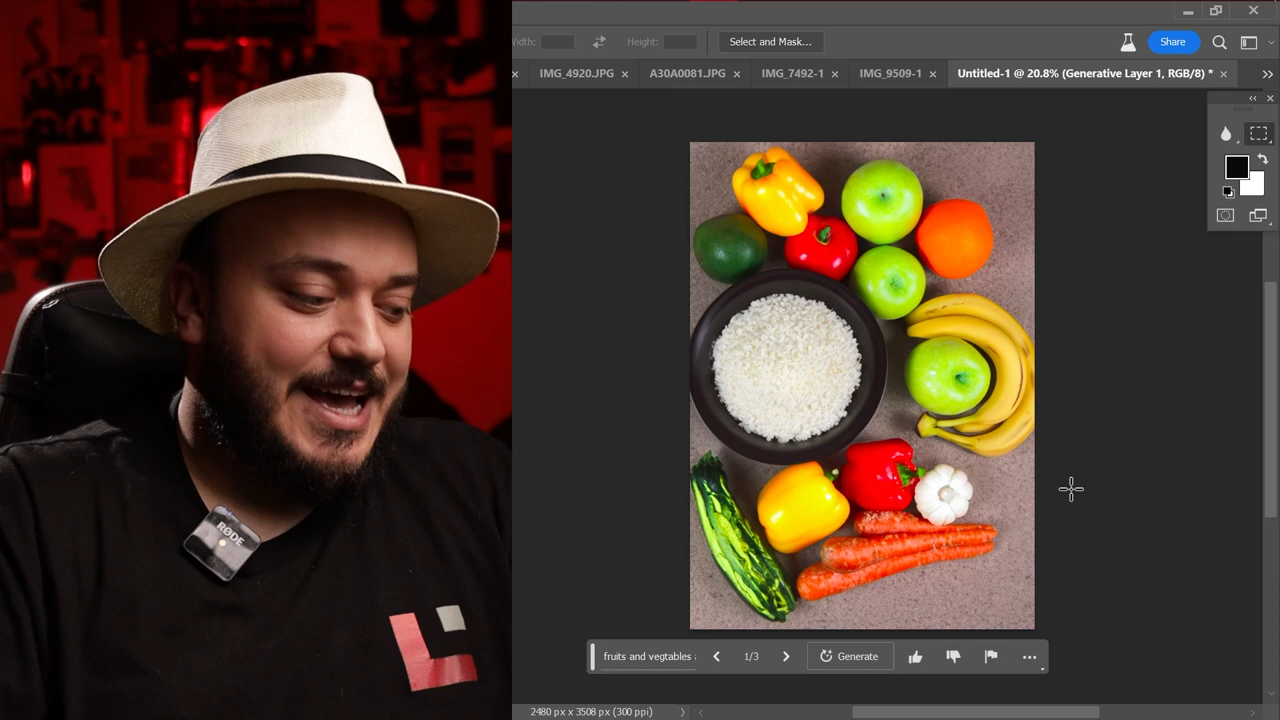 Width:
Height:
Select and Mask...
Share
IMG_4920.JPG
A30A0081.JPG
IMG_7492-1
IMG_9509-1
Untitled-1 @ 20.8% (Generative Layer 1, RGB/8) *
RØDE
fruits and vegtables
1/3
Generate
2480 px x 3508 px (300 ppi)